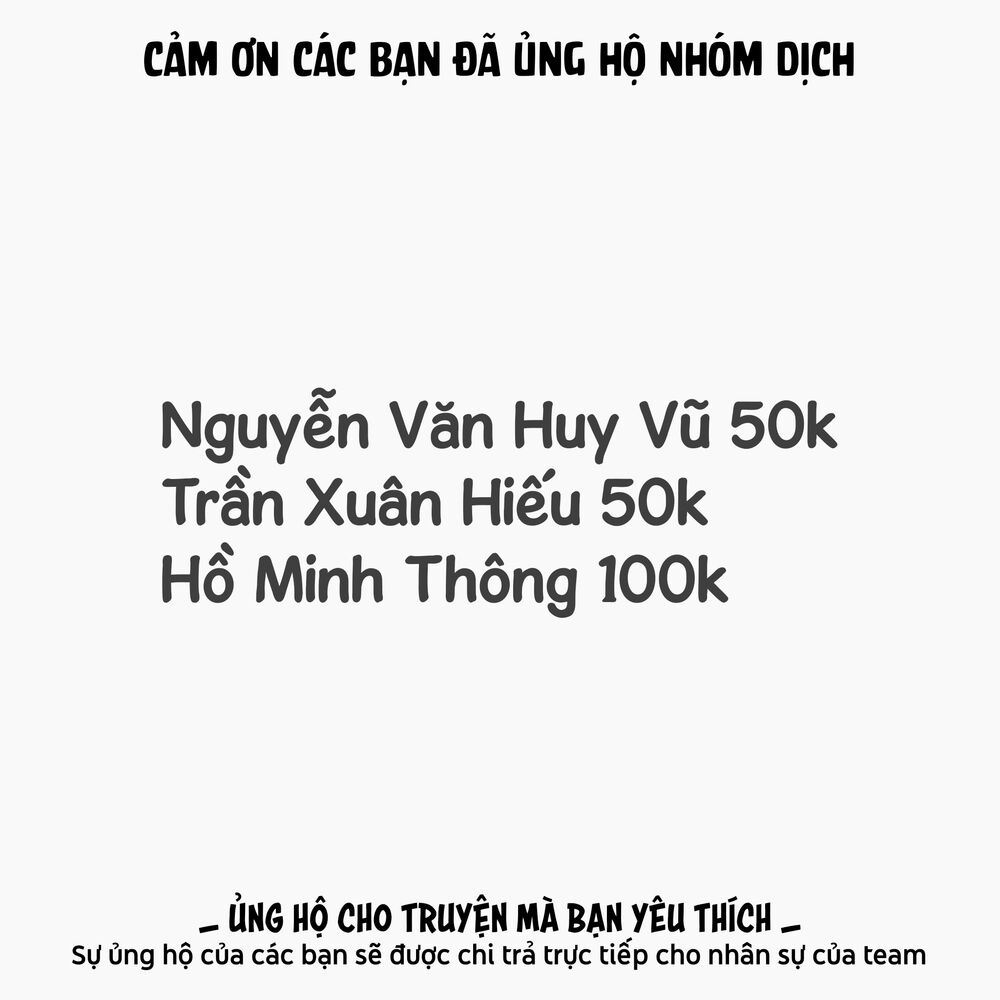 CẢM ƠN CÁC BẠN ĐÃ ỦNG HỘ NHÓM DỊCH
Nguyễn Văn Huy Vũ 50k
Trần Xuân Hiếu 50k
Hồ Minh Thông 100k
_ ỦNG HỘ CHO TRUYỆN MÀ BẠN YÊU THÍCH _
Sự ủng hộ của các bạn sẽ được chi trả trực tiếp cho nhân sự của team